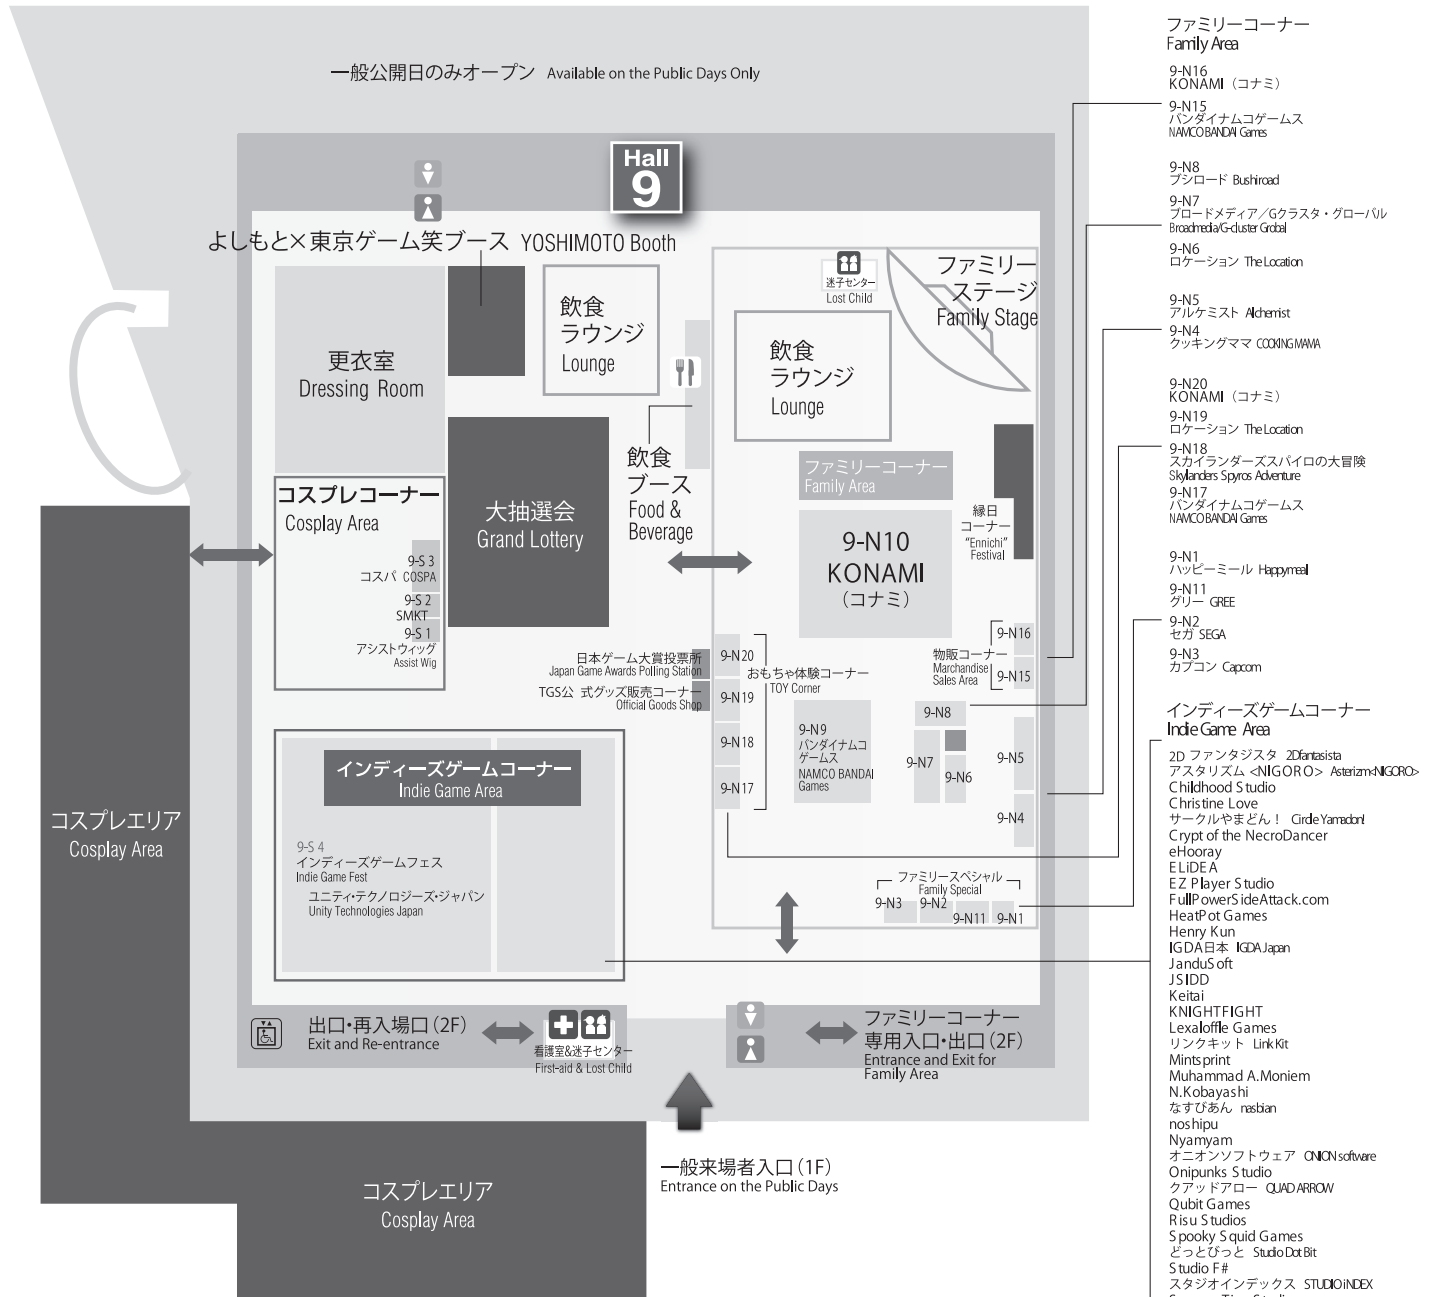 一般公開日のみオープン Available on the Public Days Only
Hall
9
よしもと×東京ゲーム笑ブース YOSHIMOTO Booth
更衣室
Dressing Room
飲食
ラウンジ
Lounge
迷子センター
Lost Child
ファミリー
ステージ
Family Stage
飲食
ラウンジ
Lounge
飲食
ブース
Food &
Beverage
コスプレコーナー
Cosplay Area
9-S 3
コスパ COSPA
9-S 2
SMKT
9-S 1
アシストウィッグ
Assist Wig
大抽選会
Grand Lottery
ファミリーコーナー
Family Area
縁日
コーナー
"Ennichi"
Festival
9-N10
KONAMI
(コナミ)
9-N16
物販コーナー
Marchandise
Sales Area
9-N15
日本ゲーム大賞投票所
Japan Game Awards Polling Station
TGS公 式グッズ販売コーナー
Official Goods Shop
9-N20
おもちゃ体験コーナー
TOY Corner
9-N19
9-N18
9-N17
9-N9
バンダイナムコ
ゲームス
NAMCO BANDAI
Games
9-N8
9-N7
9-N6
9-N5
9-N4
ファミリースペシャル
Family Special
9-N3
9-N2
9-N11
9-N1
インディーズゲームコーナー
Indie Game Area
9-S 4
インディーズゲームフェス
Indie Game Fest
ユニティ・テクノロジーズ・ジャパン
Unity Technologies Japan
コスプレエリア
Cosplay Area
出口・再入場口(2F)
Exit and Re-entrance
看護室&迷子センター
First-aid & Lost Child
ファミリーコーナー
専用入口・出口(2F)
Entrance and Exit for
Family Area
一般来場者入口(1F)
Entrance on the Public Days
コスプレエリア
Cosplay Area
ファミリーコーナー
Family Area
9-N16
KONAMI (コナミ)
9-N15
バンダイナムコゲームス
NAMCO BANDAI Games
9-N8
ブシロード Bushiroad
9-N7
ブロードメディア/Gクラスタ・グローバル
Broadmedia/G-cluster Grobal
9-N6
ロケーション The Location
9-N5
アルケミスト Alchemist
9-N4
クッキングママ COOKING MAMA
9-N20
KONAMI (コナミ)
9-N19
ロケーション The Location
9-N18
スカイランダーズスパイロの大冒険
Skylanders Spyros Adventure
9-N17
バンダイナムコゲームス
NAMCO BANDAI Games
9-N1
ハッピーミール Happymeal
9-N11
グリー GREE
9-N2
セガ SEGA
9-N3
カプコン Capcom
インディーズゲームコーナー
Indie Game Area
2D ファンタジスタ 2Dfantasista
アスタリズム <NIGORO> Asterizm<NIGORO>
Childhood Studio
Christine Love
サークルやまどん! Circle Yamadon!
Crypt of the NecroDancer
eHooray
ELiDEA
EZ Player Studio
FullPowerSideAttack.com
HeatPot Games
Henry Kun
IGDA日本 IGDA Japan
JanduSoft
JSIDD
Keitai
KNIGHTFIGHT
Lexaloffle Games
リンクキット Link Kit
Mintsprint
Muhammad A.Moniem
N.Kobayashi
なすびあん nasbian
noshipu
Nyamyam
オニオンソフトウェア ONION software
Onipunks Studio
クアッドアロー QUAD ARROW
Qubit Games
Risu Studios
Spooky Squid Games
どっとびっと Studio Dot Bit
Studio F#
スタジオインデックス STUDIO iNDEX